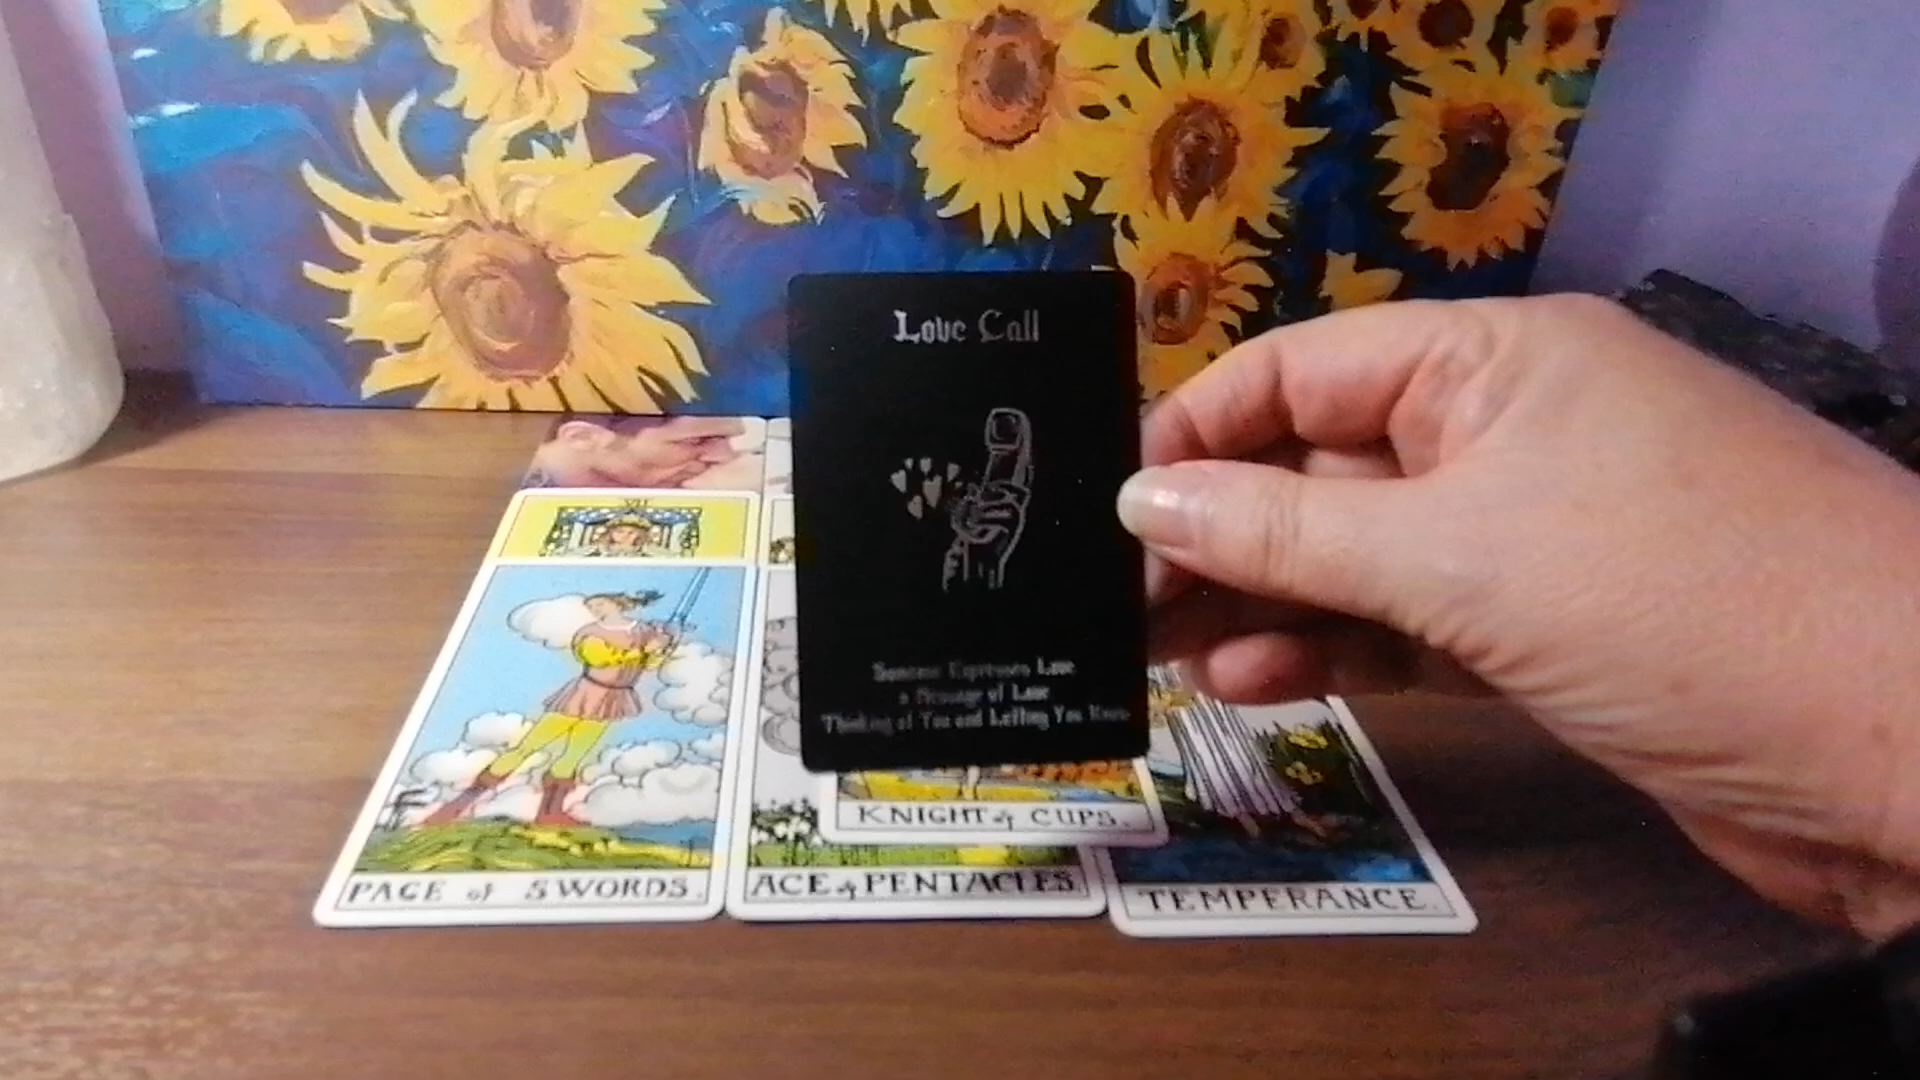 Love Call
Someone Expresses Love
a Message of Love
Thinking of You and Letting You Know
VII
KNIGHT of CUPS.
PAGE of SWORDS.
ACE of PENTACLES.
TEMPERANCE.